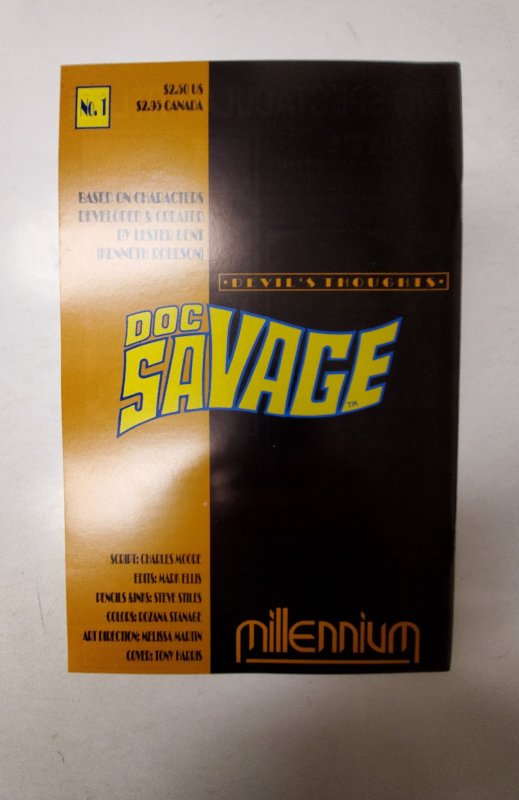 No. 1
$2.50 US
$2.95 CANADA
BASED ON CHARACTERS
DEVELOPED & CREATED
BY LESTER DENT
(KENNETH ROBESON)
• DEVIL'S THOUGHTS •
DOC
SAVAGE
TM
SCRIPT: CHARLES MOORE
EDITS: MARK ELLIS
PENCILS &INKS: STEVE STILES
COLORS: ROZANA STANAGE
ART DIRECTION: MELISSA MARTIN
COVER: TONY HARRIS
millennium